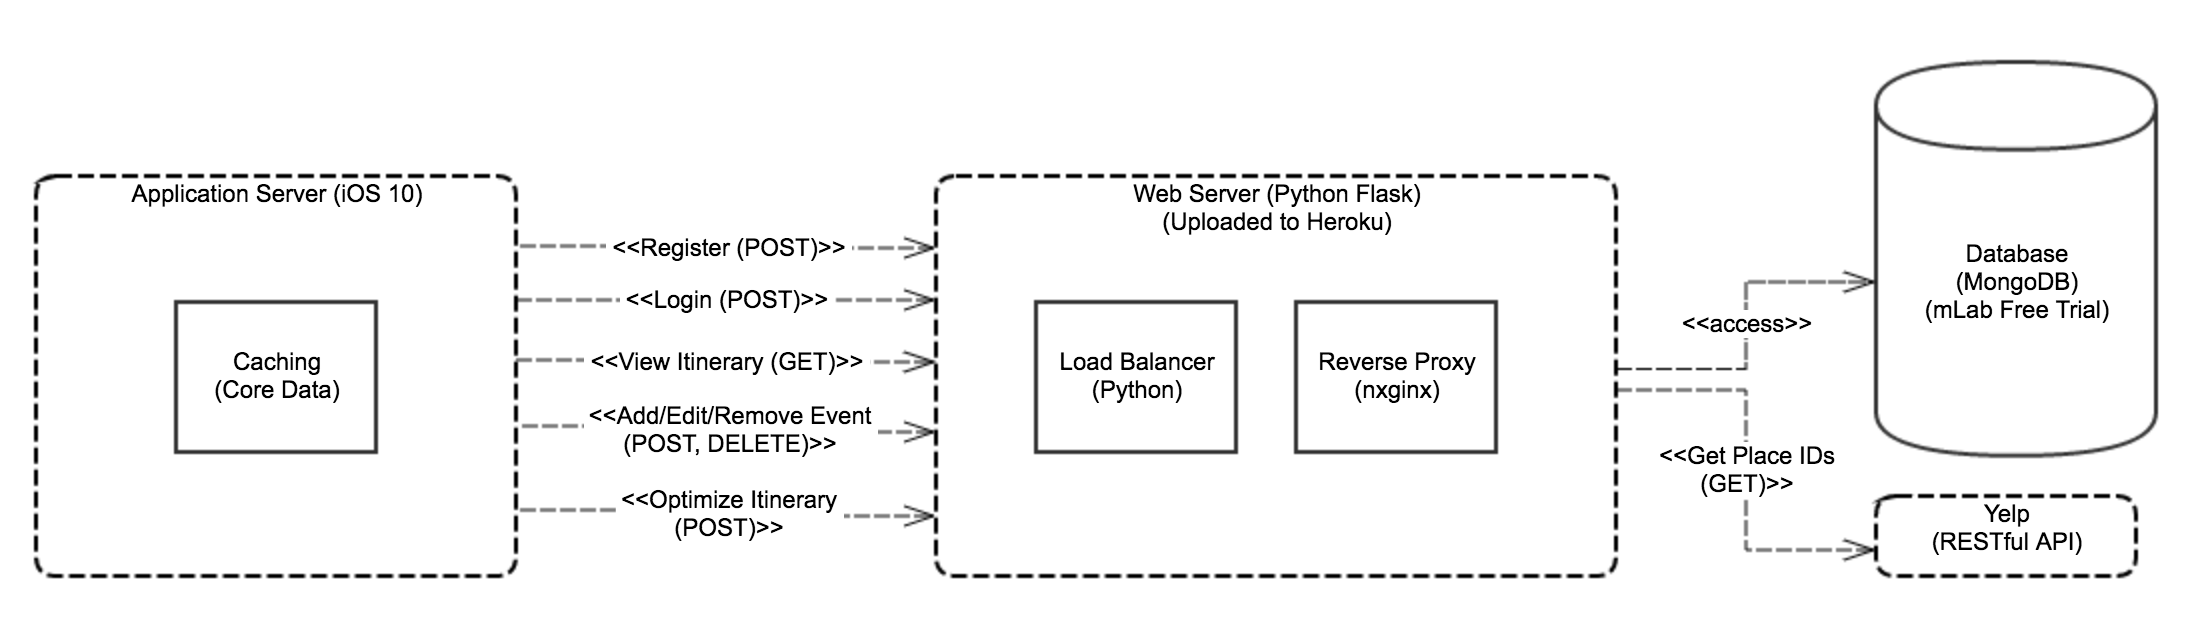 Application Server (iOS 10)
Caching
(Core Data)
<<Register (POST)>>
<<Login (POST)>>
<<View Itinerary (GET)>>
<<Add/Edit/Remove Event
(POST, DELETE)>>
<<Optimize Itinerary
(POST)>>
Web Server (Python Flask)
(Uploaded to Heroku)
Load Balancer
(Python)
Reverse Proxy
(nxginx)
<<access>>
<<Get Place IDs
(GET)>>
Database
(MongoDB)
(mLab Free Trial)
Yelp
(RESTful API)